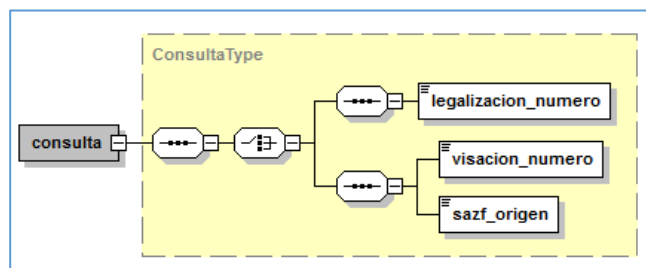 ConsultaType
legalizacion_numero
consulta
visacion_numero
sazf_origen